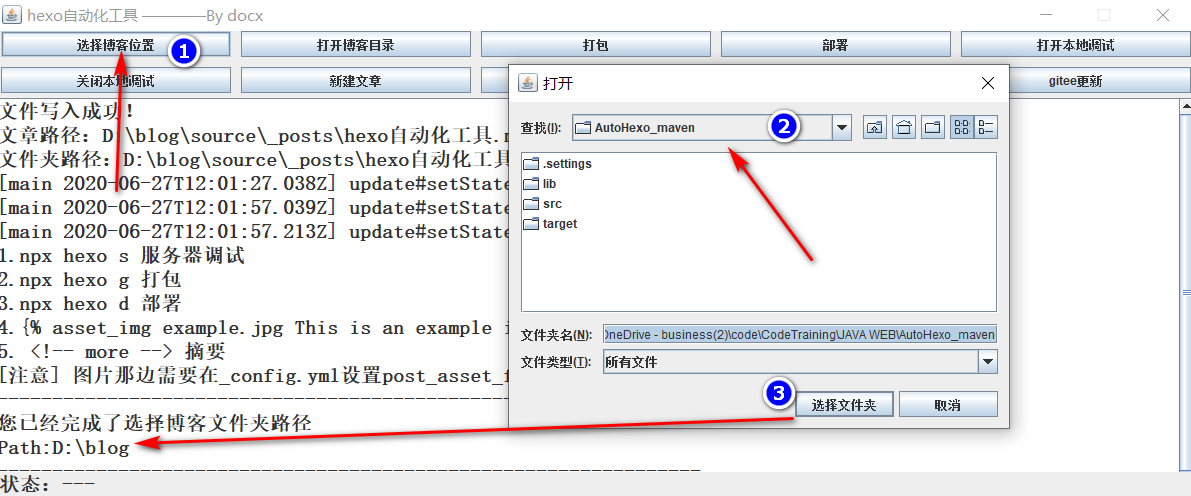 hexo自动化工具 ————By docx
选择博客位置 打开博客目录 打包 部署 打开本地调试
1
关闭本地调试 新建文章 gitee更新
文件写入成功!
文章路径: D:\blog\source\_posts\hexo自动化工具.m
文件夹路径: D:\blog\source\_posts\hexo自动化工具
[main 2020-06-27T12:01:27.038Z] update#setState
[main 2020-06-27T12:01:57.039Z] update#setState
[main 2020-06-27T12:01:57.213Z] update#setState
1.npx hexo s 服务器调试
2.npx hexo g 打包
3.npx hexo d 部署
4.{% asset_img example.jpg This is an example i
5. <!-- more --> 摘要
[注意] 图片那边需要在_config.yml设置post_asset_f
您已经完成了选择博客文件夹路径
Path:D:\blog
状态: ---
打开
查找(I): AutoHexo_maven
2
.settings
lib
src
target
文件夹名(N): OneDrive - business(2)\code\CodeTraining\JAVA WEB\AutoHexo_maven
文件类型(T): 所有文件
3
选择文件夹 取消